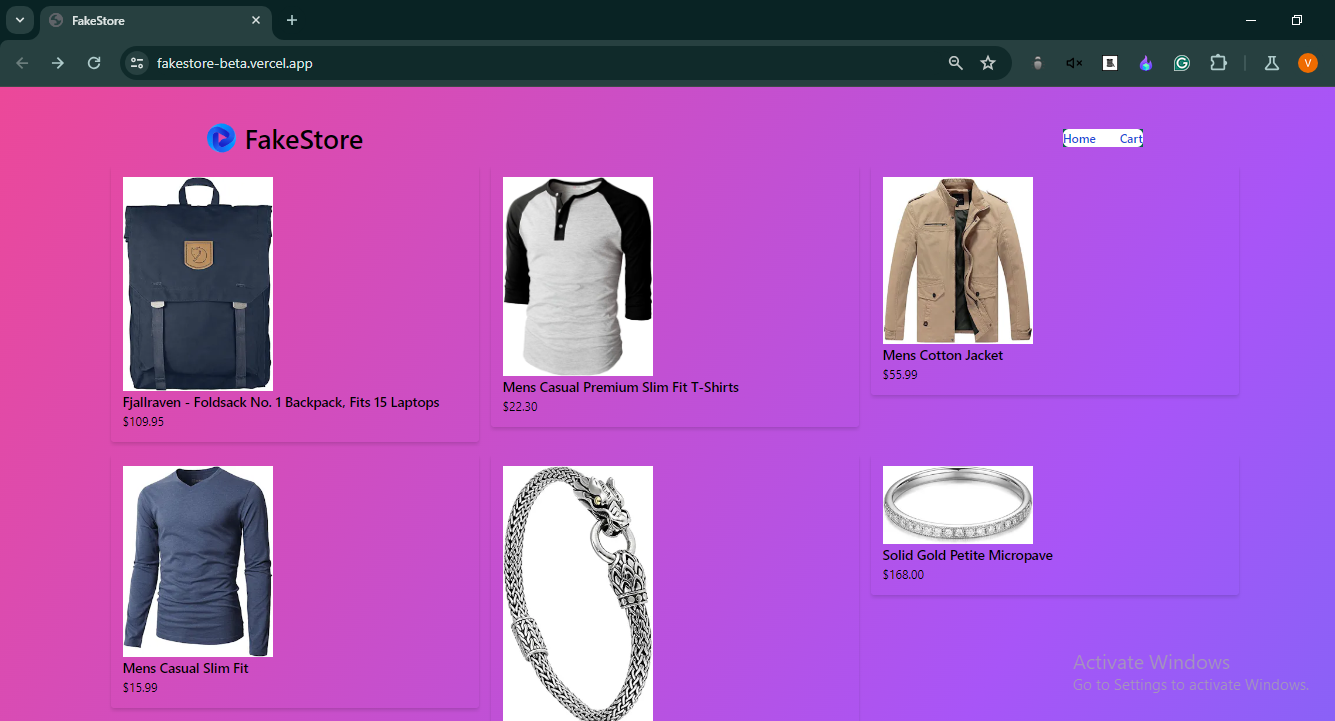 FakeStore
fakestore-beta.vercel.app
V
FakeStore
Home Cart
Fjallraven - Foldsack No. 1 Backpack, Fits 15 Laptops
$109.95
Mens Casual Premium Slim Fit T-Shirts
$22.30
Mens Cotton Jacket
$55.99
Mens Casual Slim Fit
$15.99
Solid Gold Petite Micropave
$168.00
Activate Windows
Go to Settings to activate Windows.